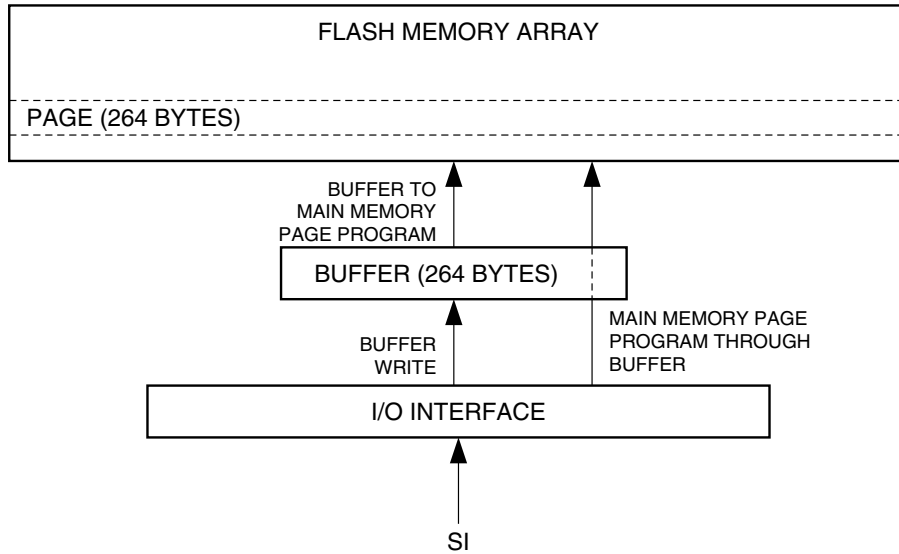 FLASH MEMORY ARRAY
PAGE (264 BYTES)
BUFFER TO
MAIN MEMORY
PAGE PROGRAM
BUFFER (264 BYTES)
BUFFER
WRITE
MAIN MEMORY PAGE
PROGRAM THROUGH
BUFFER
I/O INTERFACE
SI